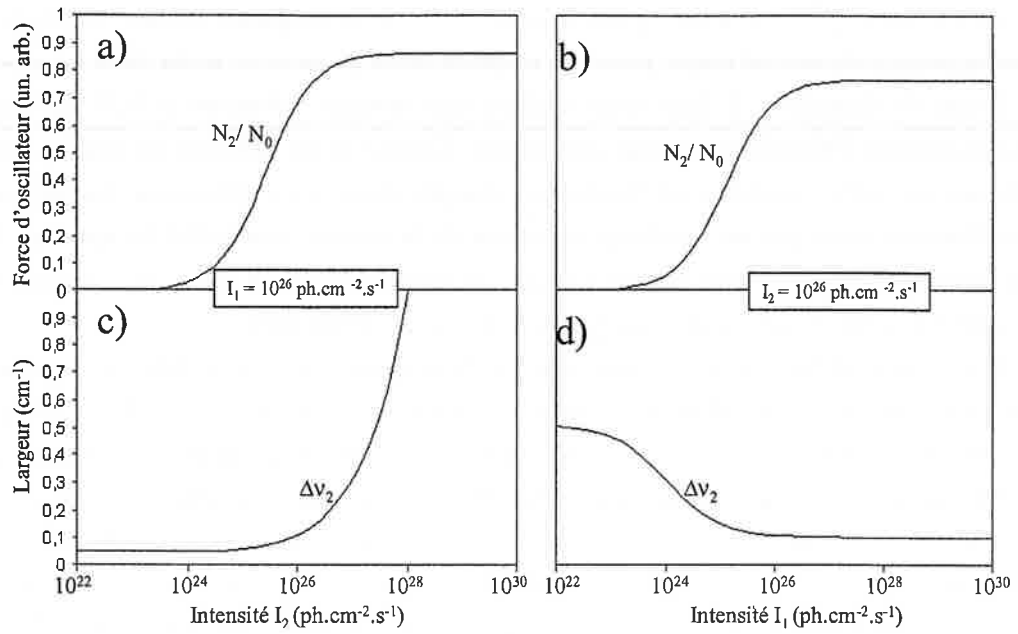 a)
Force d'oscillateur (un. arb.)
1
0,9
0,8
0,7
0,6
0,5
0,4
0,3
0,2
0,1
0
N₂/ N₀
I₁ = 10²⁶ ph.cm ⁻².s⁻¹
b)
N₂/ N₀
I₂ = 10²⁶ ph.cm ⁻².s⁻¹
c)
Largeur (cm⁻¹)
0,9
0,8
0,7
0,6
0,5
0,4
0,3
0,2
0,1
0
Δν₂
10²² 10²⁴ 10²⁶ 10²⁸ 10³⁰
Intensité I₂ (ph.cm⁻².s⁻¹)
d)
Δν₂
10²² 10²⁴ 10²⁶ 10²⁸ 10³⁰
Intensité I₁ (ph.cm⁻².s⁻¹)